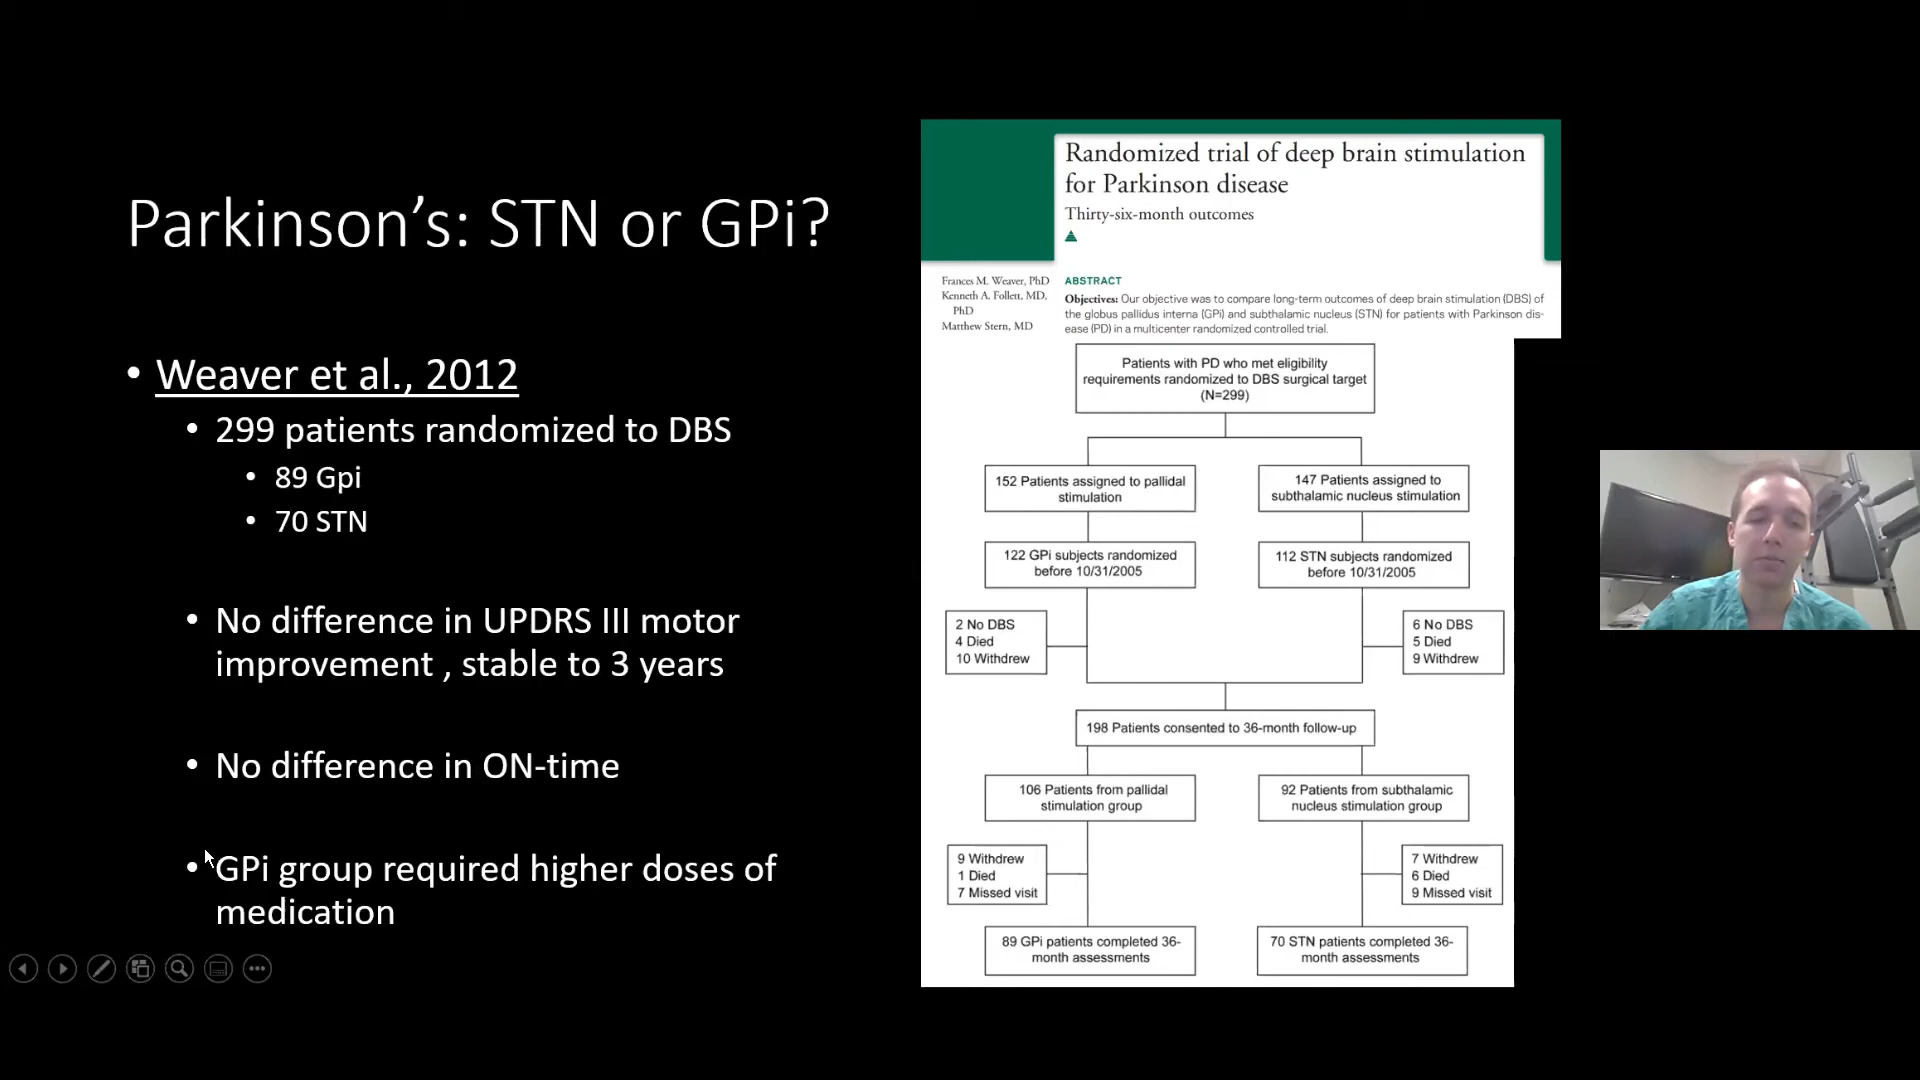 Parkinson's: STN or GPi?
• Weaver et al., 2012
• 299 patients randomized to DBS
• 89 Gpi
• 70 STN
• No difference in UPDRS III motor
improvement , stable to 3 years
• No difference in ON-time
• GPi group required higher doses of
medication
Randomized trial of deep brain stimulation
for Parkinson disease
Thirty-six-month outcomes
Frances M. Weaver, PhD
Kenneth A. Follett, MD,
PhD
Matthew Stern, MD
ABSTRACT
Objectives: Our objective was to compare long-term outcomes of deep brain stimulation (DBS) of
the globus pallidus interna (GPi) and subthalamic nucleus (STN) for patients with Parkinson dis-
ease (PD) in a multicenter randomized controlled trial.
Patients with PD who met eligibility
requirements randomized to DBS surgical target
(N=299)
152 Patients assigned to pallidal
stimulation
147 Patients assigned to
subthalamic nucleus stimulation
122 GPi subjects randomized
before 10/31/2005
112 STN subjects randomized
before 10/31/2005
2 No DBS
4 Died
10 Withdrew
6 No DBS
5 Died
9 Withdrew
198 Patients consented to 36-month follow-up
106 Patients from pallidal
stimulation group
92 Patients from subthalamic
nucleus stimulation group
9 Withdrew
1 Died
7 Missed visit
7 Withdrew
6 Died
9 Missed visit
89 GPi patients completed 36-
month assessments
70 STN patients completed 36-
month assessments